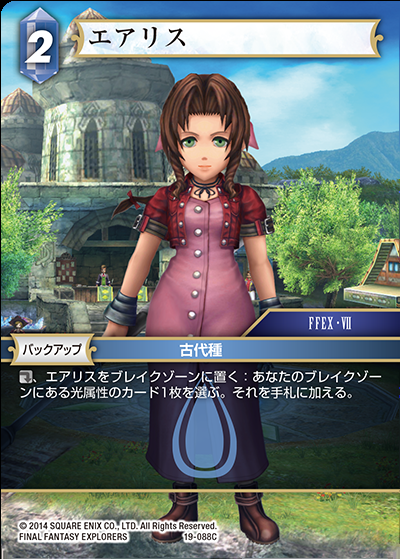 2
エアリス
FFEX・VII
バックアップ
古代種
、エアリスをブレイクゾーンに置く：あなたのブレイクゾー
ンにある光属性のカード1枚を選ぶ。それを手札に加える。
© 2014 SQUARE ENIX CO., LTD. All Rights Reserved.
FINAL FANTASY EXPLORERS
19-088C